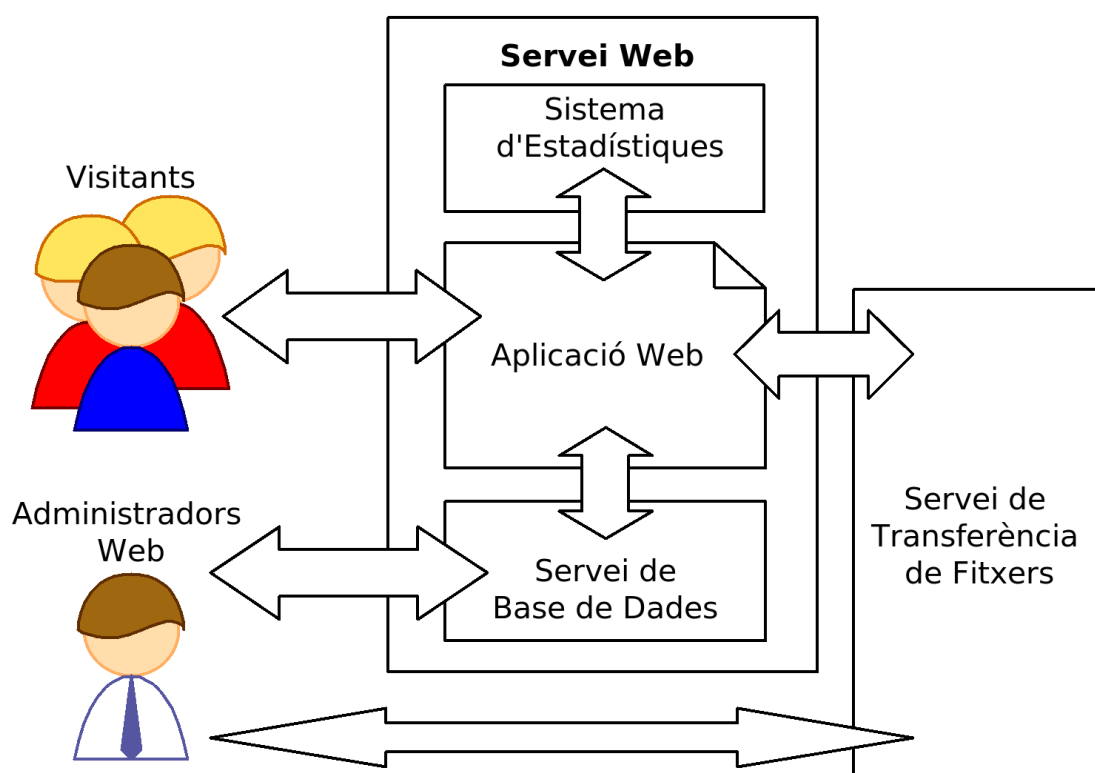 Servei Web
Sistema
d'Estadístiques
Visitants
Aplicació Web
Administradors
Web
Servei de
Base de Dades
Servei de
Transferència
de Fitxers